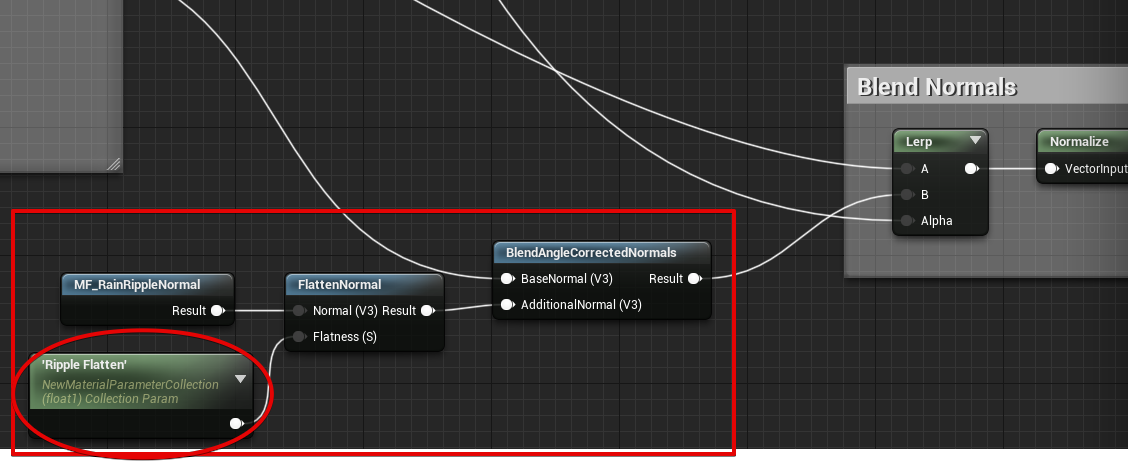 Blend Normals
Lerp
Normalize
A
VectorInput
B
Alpha
BlendAngleCorrectedNormals
BaseNormal (V3) Result
AdditionalNormal (V3)
MF_RainRippleNormal
Result
FlattenNormal
Normal (V3) Result
Flatness (S)
'Ripple Flatten'
NewMaterialParameterCollection
(float1) Collection Param